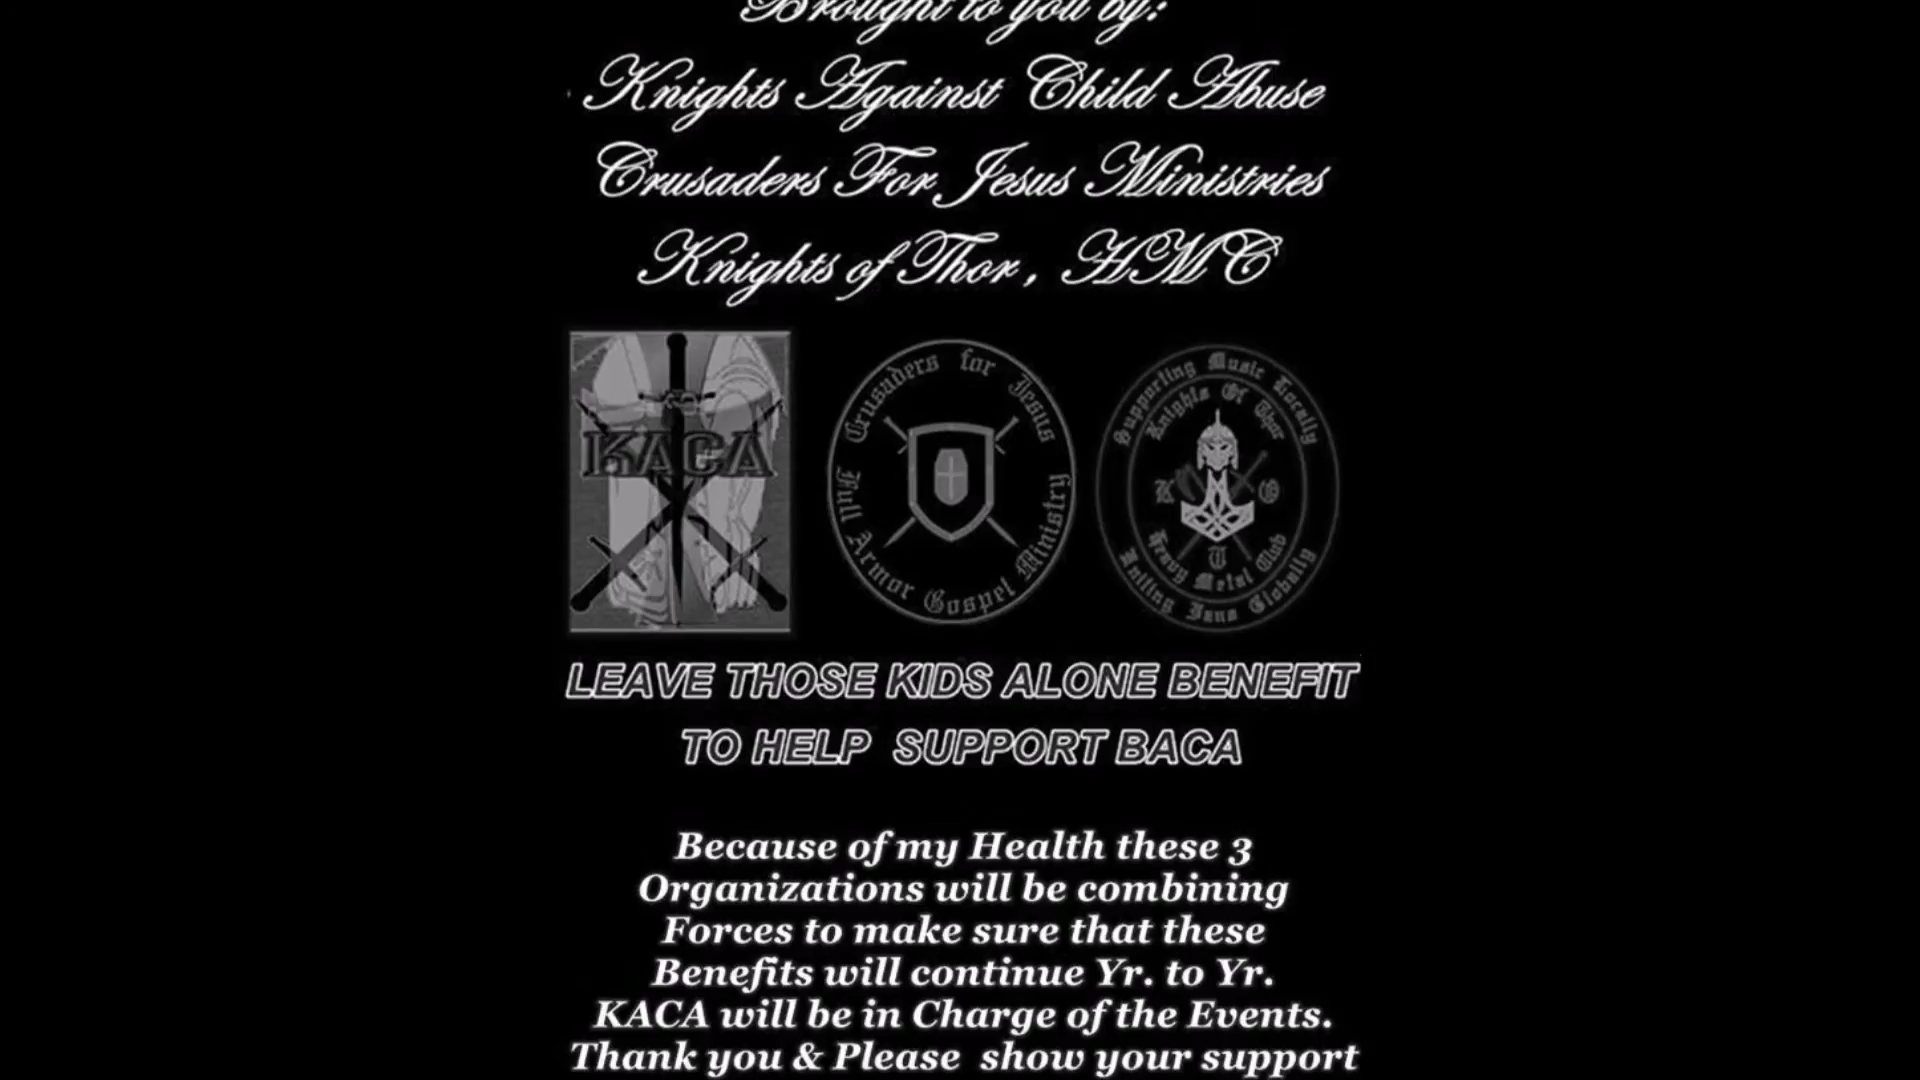 Brought to you by:
Knights Against Child Abuse
Crusaders For Jesus Ministries
Knights of Thor, HMC
KACA
Crusaders for Jesus
Full Armor Gospel Ministry
Supporting Music Locally
Knights Of Thor
K O
T
Heavy Metal Club
Globally
LEAVE THOSE KIDS ALONE BENEFIT
TO HELP SUPPORT BACA
Because of my Health these 3
Organizations will be combining
Forces to make sure that these
Benefits will continue Yr. to Yr.
KACA will be in Charge of the Events.
Thank you & Please show your support